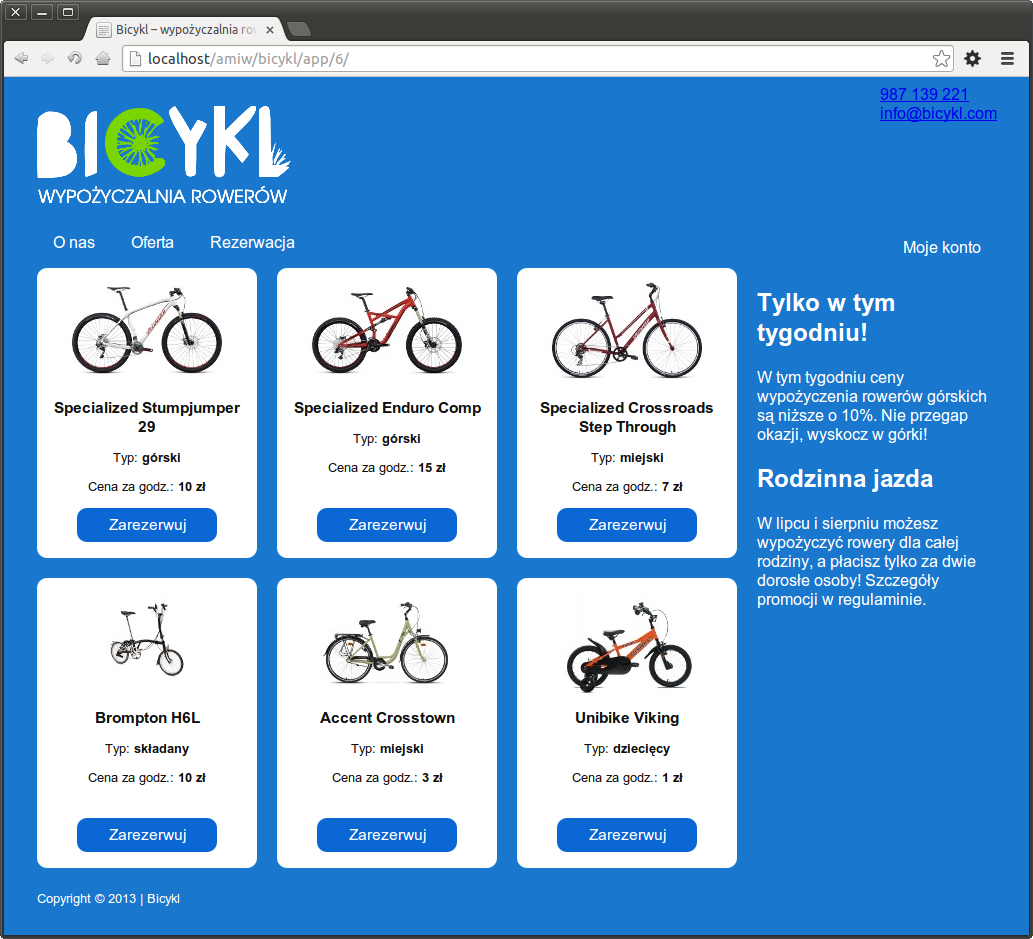 Bicykl – wypożyczalnia row
localhost/amiw/bicykl/app/6/
987 139 221
info@bicykl.com
BICYKL
WYPOŻYCZALNIA ROWERÓW
O nas Oferta Rezerwacja Moje konto
Specialized Stumpjumper
29
Typ: górski
Cena za godz.: 10 zł
Zarezerwuj
Specialized Enduro Comp
Typ: górski
Cena za godz.: 15 zł
Zarezerwuj
Specialized Crossroads
Step Through
Typ: miejski
Cena za godz.: 7 zł
Zarezerwuj
Brompton H6L
Typ: składany
Cena za godz.: 10 zł
Zarezerwuj
Accent Crosstown
Typ: miejski
Cena za godz.: 3 zł
Zarezerwuj
Unibike Viking
Typ: dziecięcy
Cena za godz.: 1 zł
Zarezerwuj
Tylko w tym
tygodniu!
W tym tygodniu ceny
wypożyczenia rowerów górskich
są niższe o 10%. Nie przegap
okazji, wyskocz w górki!
Rodzinna jazda
W lipcu i sierpniu możesz
wypożyczyć rowery dla całej
rodziny, a płacisz tylko za dwie
dorosłe osoby! Szczegóły
promocji w regulaminie.
Copyright © 2013 | Bicykl